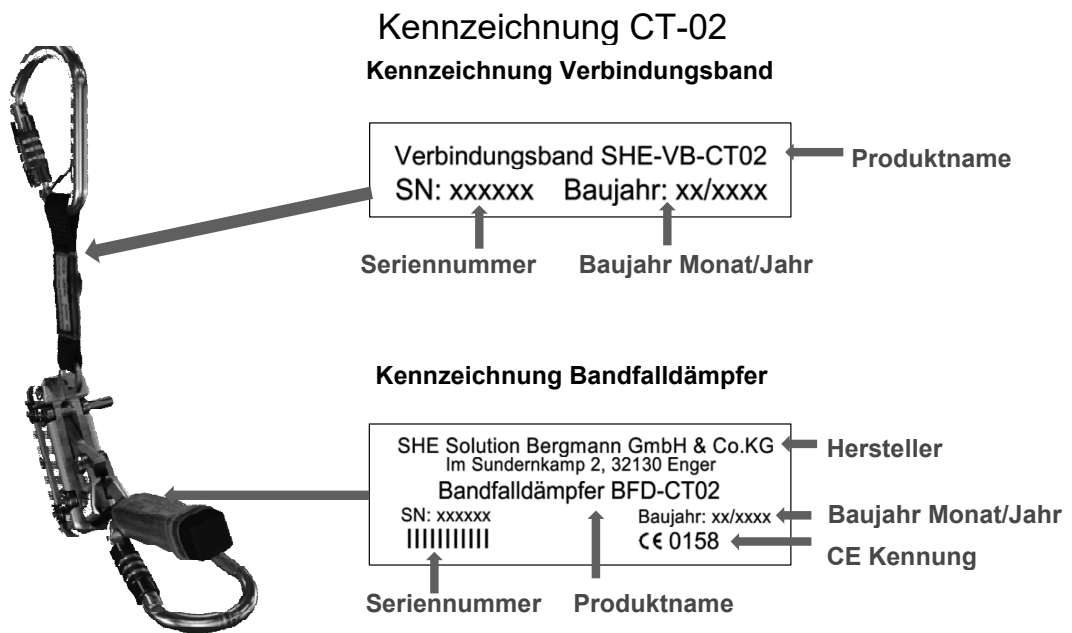 Kennzeichnung CT-02
Kennzeichnung Verbindungsband
Verbindungsband SHE-VB-CT02
Produktname
SN: xxxxxx Baujahr: xx/xxxx
Seriennummer Baujahr Monat/Jahr
Kennzeichnung Bandfalldämpfer
SHE Solution Bergmann GmbH & Co.KG
Hersteller
Im Sundernkamp 2, 32130 Enger
Bandfalldämpfer BFD-CT02
SN: xxxxxx Baujahr: xx/xxxx
Baujahr Monat/Jahr
CE 0158
CE Kennung
Seriennummer Produktname